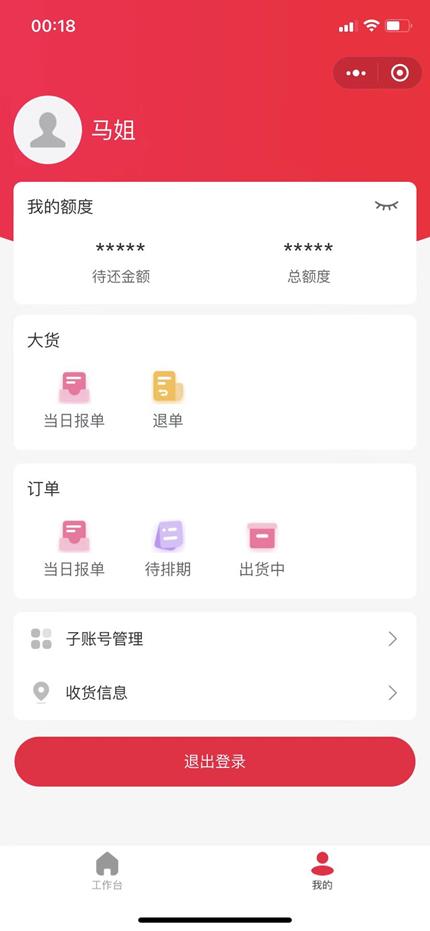 00:18
马姐
我的额度
***** *****
待还金额 总额度
大货
当日报单 退单
订单
当日报单 待排期 出货中
子账号管理
收货信息
退出登录
工作台 我的